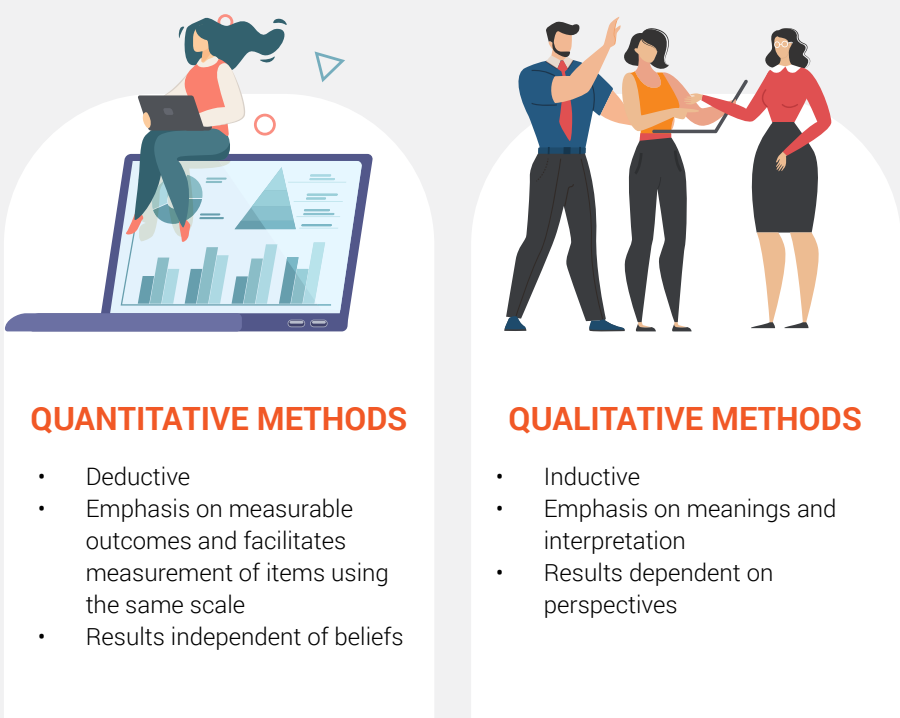 QUANTITATIVE METHODS
• Deductive
• Emphasis on measurable
outcomes and facilitates
measurement of items using
the same scale
• Results independent of beliefs
QUALITATIVE METHODS
• Inductive
• Emphasis on meanings and
interpretation
• Results dependent on
perspectives